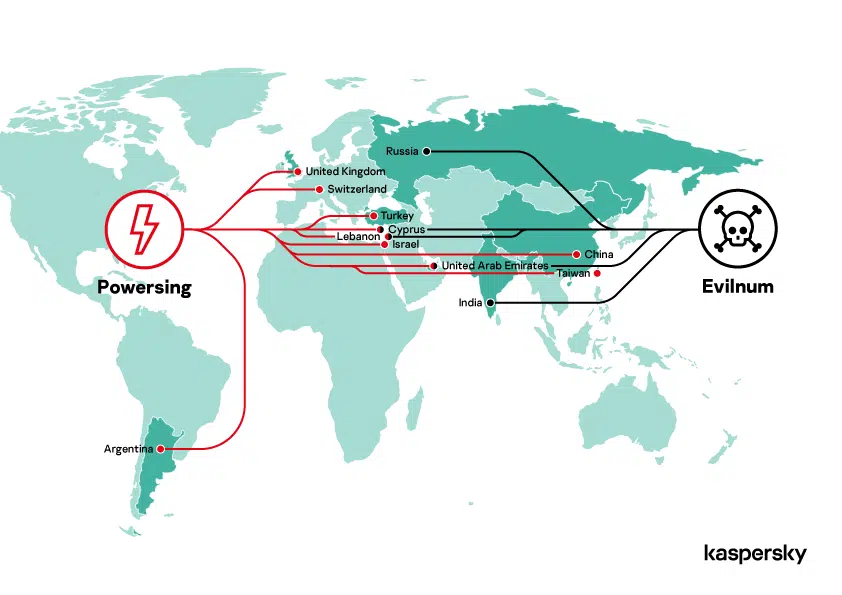 Russia
United Kingdom
Switzerland
Turkey
Cyprus
Lebanon
Israel
China
United Arab Emirates
Taiwan
Powersing
Evilnum
India
Argentina
kaspersky